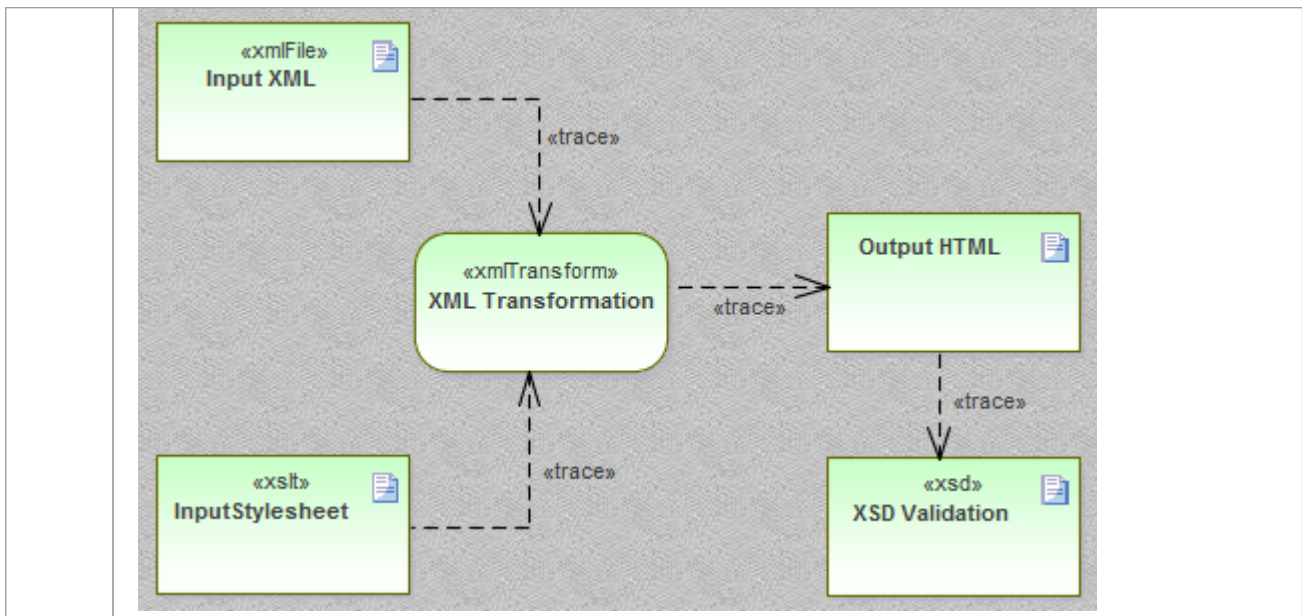 «xmlFile»
Input XML
«trace»
«xmlTransform»
XML Transformation
«trace»
Output HTML
«trace»
«xslt»
InputStylesheet
«trace»
«xsd»
XSD Validation